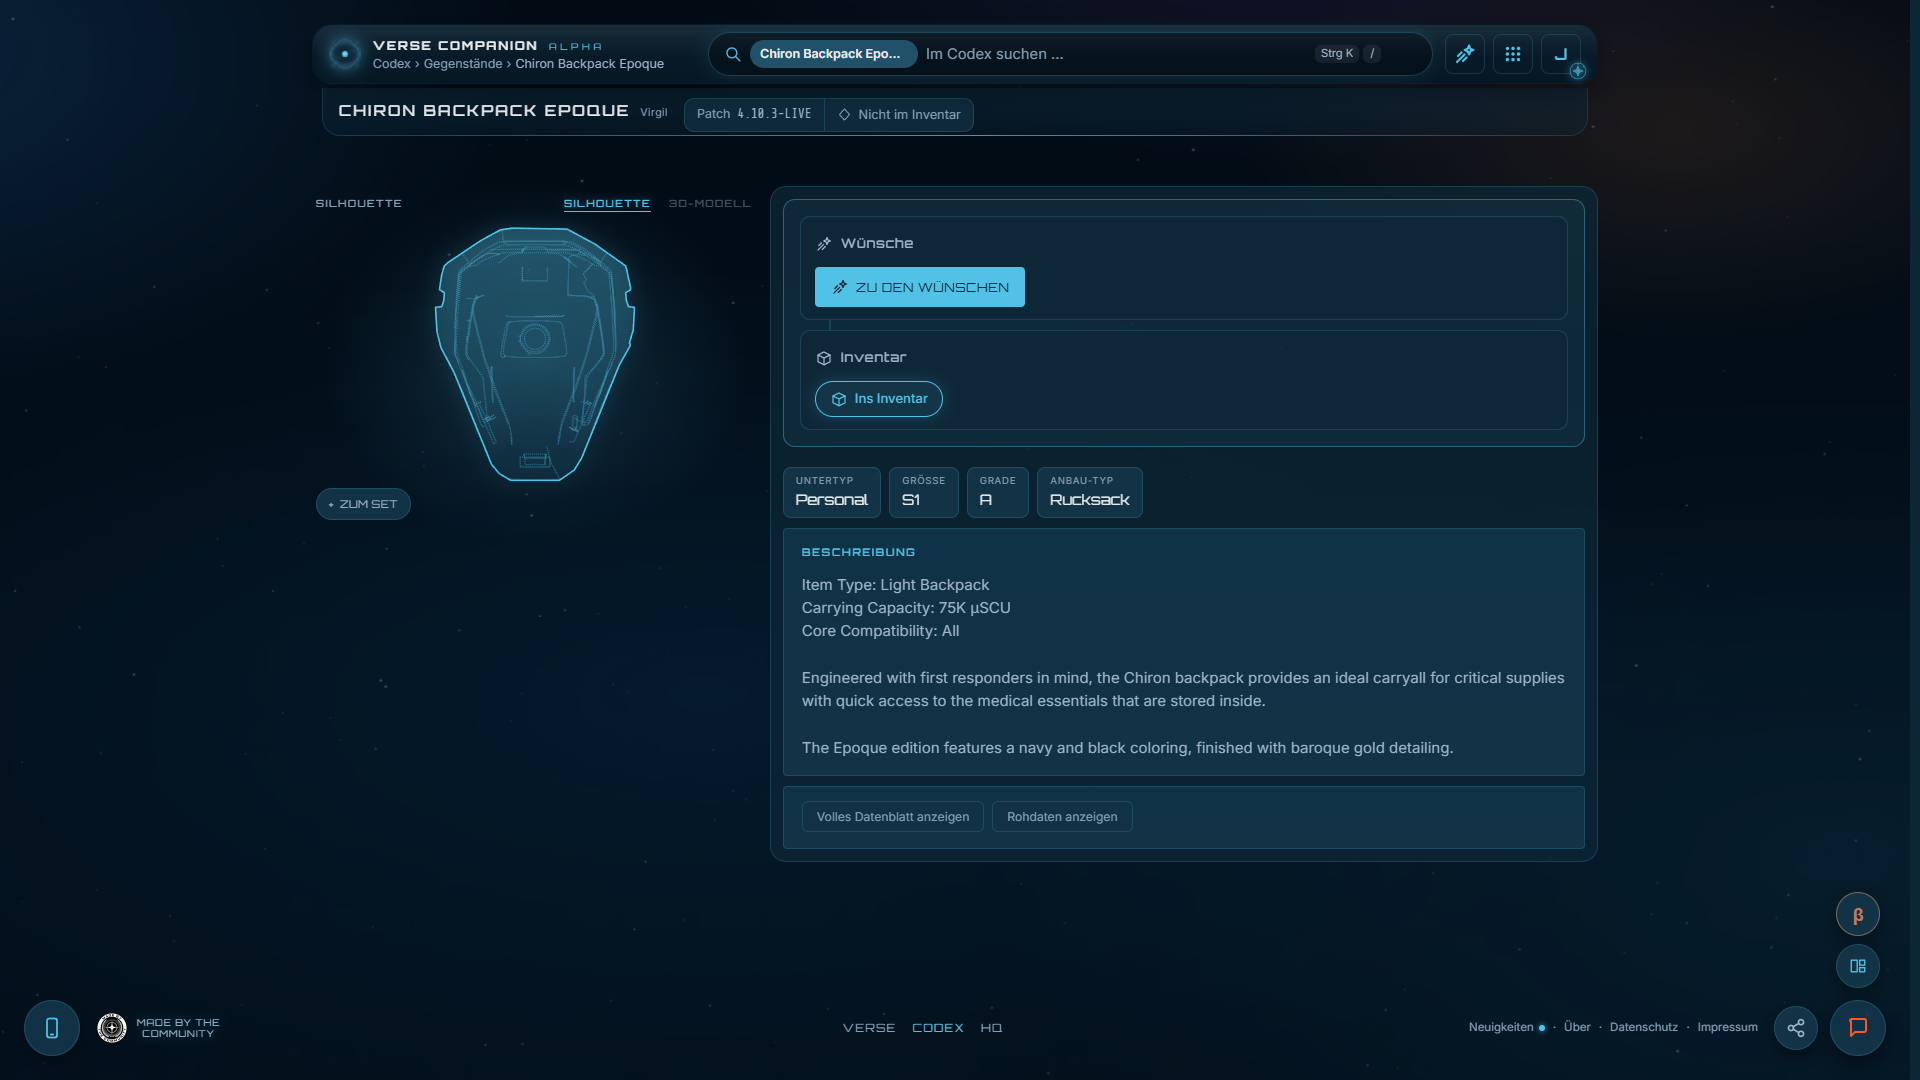 VERSE COMPANION ALPHA
Codex › Gegenstände › Chiron Backpack Epoque
Chiron Backpack Epo... Im Codex suchen ... Strg K /
CHIRON BACKPACK EPOQUE Virgil Patch 4.10.3-LIVE Nicht im Inventar
SILHOUETTE SILHOUETTE 3D-MODELL
ZUM SET
Wünsche
ZU DEN WÜNSCHEN
Inventar
Ins Inventar
UNTERTYP GRÖSSE GRADE ANBAU-TYP
Personal S1 A Rucksack
BESCHREIBUNG
Item Type: Light Backpack
Carrying Capacity: 75K µSCU
Core Compatibility: All
Engineered with first responders in mind, the Chiron backpack provides an ideal carryall for critical supplies
with quick access to the medical essentials that are stored inside.
The Epoque edition features a navy and black coloring, finished with baroque gold detailing.
Volles Datenblatt anzeigen Rohdaten anzeigen
β
MADE BY THE
COMMUNITY
VERSE CODEX HQ
Neuigkeiten · Über · Datenschutz · Impressum